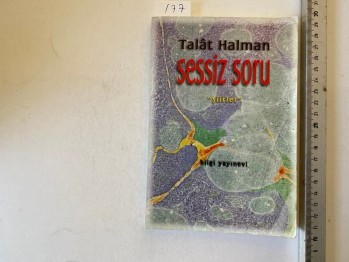 177
Talât Halman
sessiz soru
-şiirler-
bilgi yayınevi